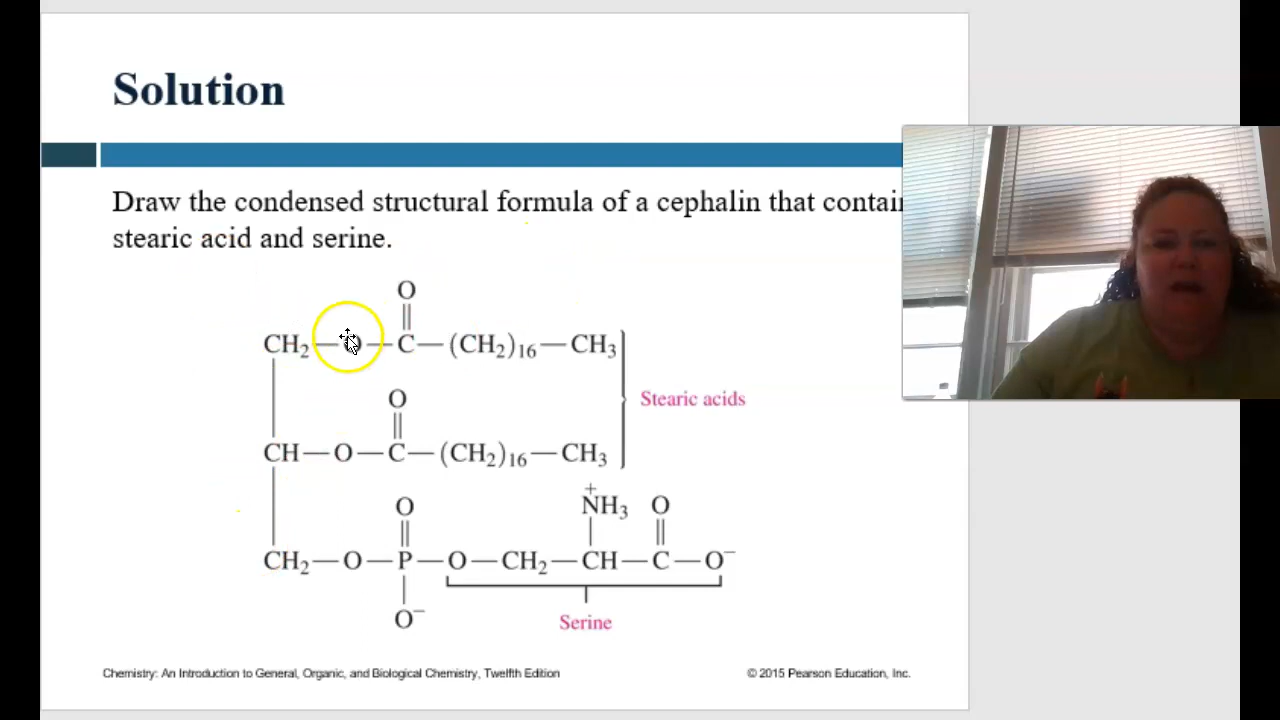 Solution
Draw the condensed structural formula of a cephalin that contain
stearic acid and serine.
O
CH₂—O—C—(CH₂)₁₆—CH₃
Stearic acids
O
CH—O—C—(CH₂)₁₆—CH₃
+
O NH₃ O
CH₂—O—P—O—CH₂—CH—C—O⁻
O⁻ Serine
Chemistry: An Introduction to General, Organic, and Biological Chemistry, Twelfth Edition © 2015 Pearson Education, Inc.